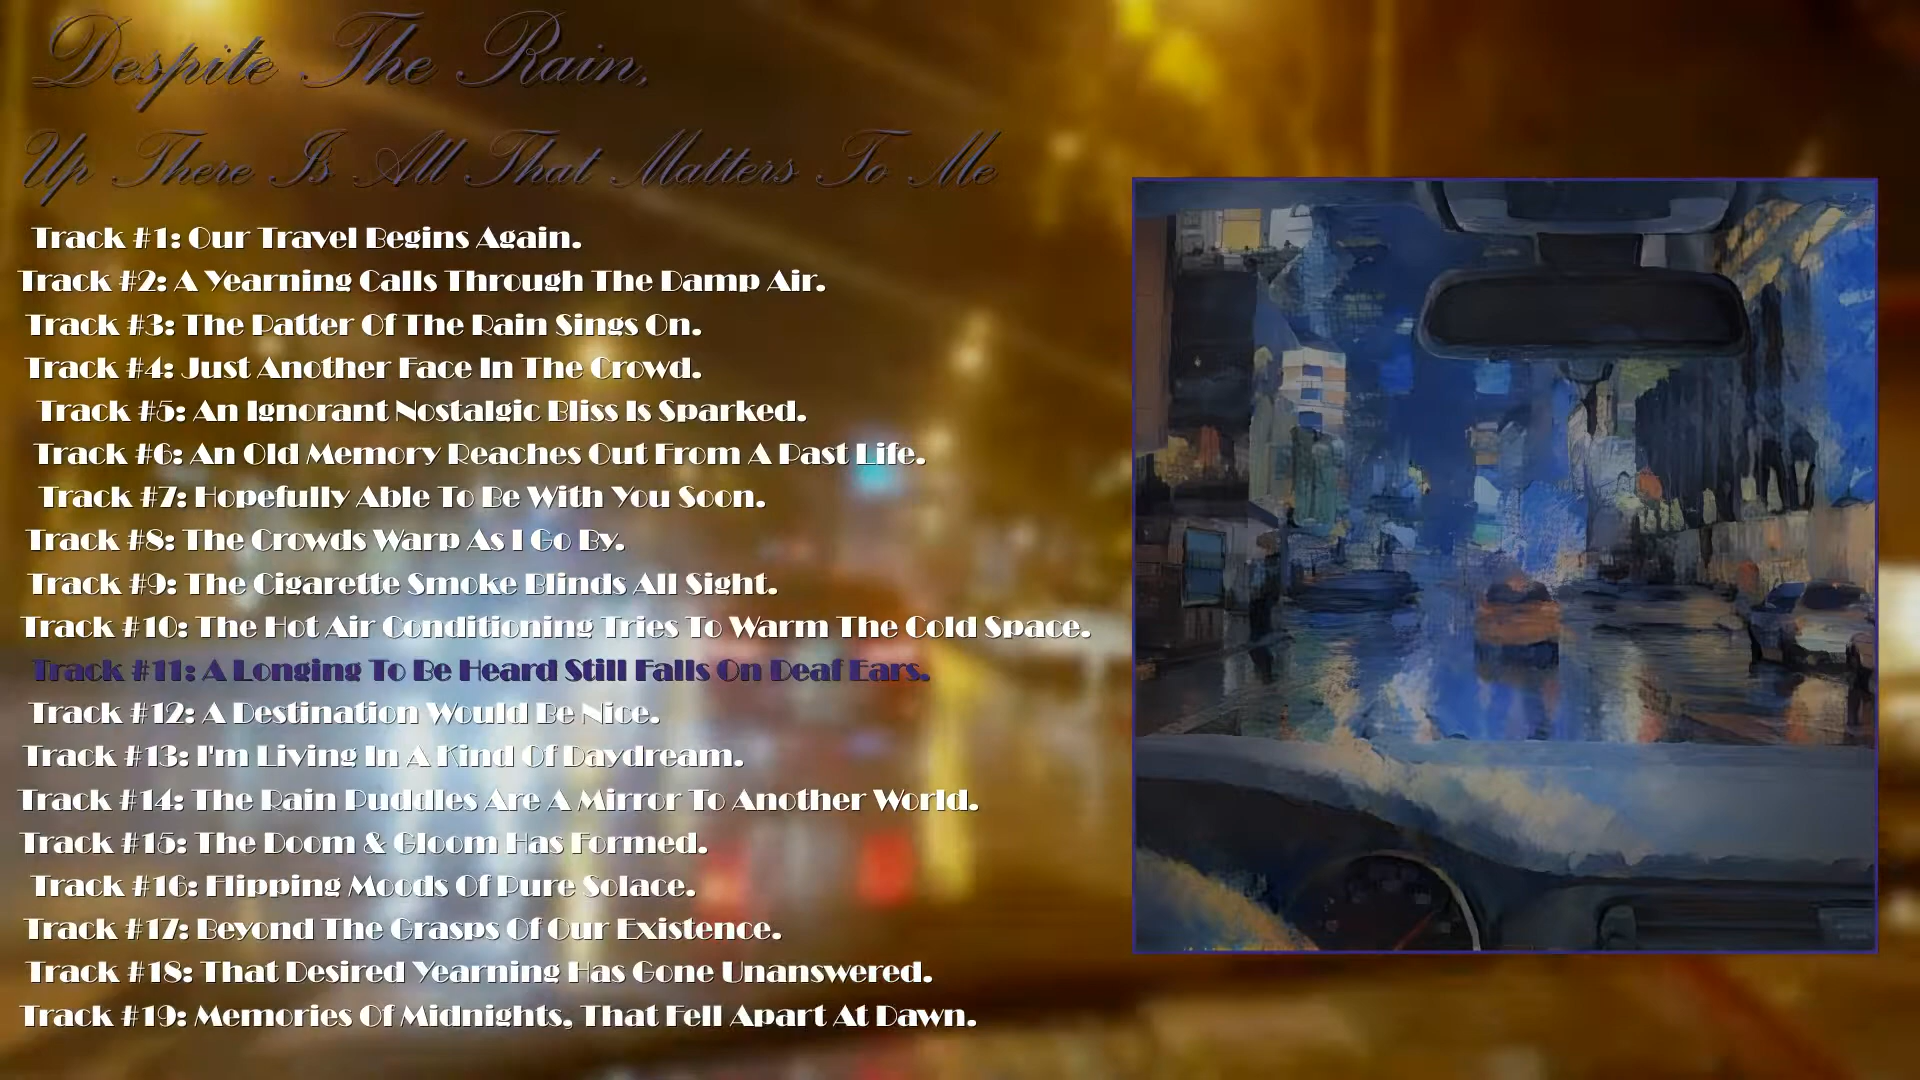 Despite The Rain,
Up There Is All That Matters To Me
Track #1: Our Travel Begins Again.
Track #2: A Yearning Calls Through The Damp Air.
Track #3: The Patter Of The Rain Sings On.
Track #4: Just Another Face In The Crowd.
Track #5: An Ignorant Nostalgic Bliss Is Sparked.
Track #6: An Old Memory Reaches Out From A Past Life.
Track #7: Hopefully Able To Be With You Soon.
Track #8: The Crowds Warp As I Go By.
Track #9: The Cigarette Smoke Blinds All Sight.
Track #10: The Hot Air Conditioning Tries To Warm The Cold Space.
Track #11: A Longing To Be Heard Still Falls On Deaf Ears.
Track #12: A Destination Would Be Nice.
Track #13: I'm Living In A Kind Of Daydream.
Track #14: The Rain Puddles Are A Mirror To Another World.
Track #15: The Doom & Gloom Has Formed.
Track #16: Flipping Moods Of Pure Solace.
Track #17: Beyond The Grasps Of Our Existence.
Track #18: That Desired Yearning Has Gone Unanswered.
Track #19: Memories Of Midnights, That Fell Apart At Dawn.